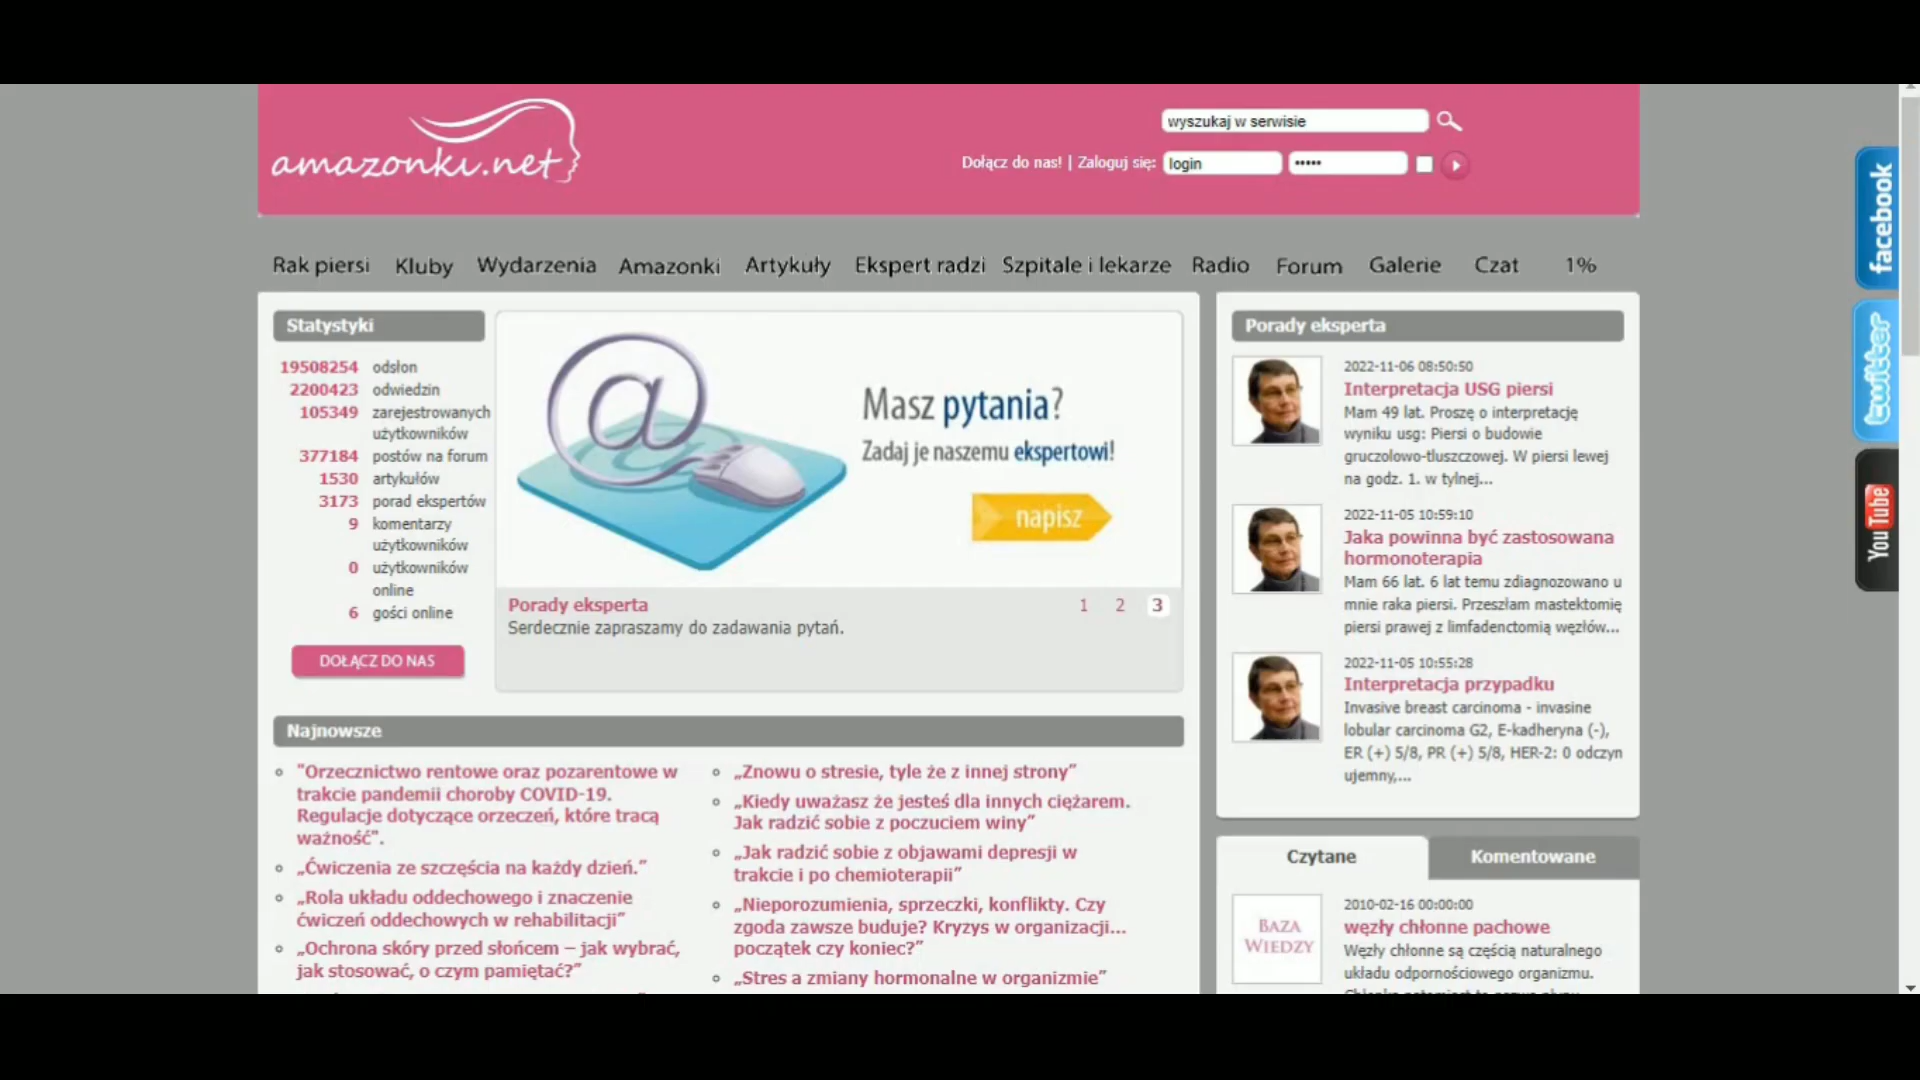 amazonki.net
wyszukaj w serwisie
Dołącz do nas! | Zaloguj się:
login
•••••
Rak piersi
Kluby
Wydarzenia
Amazonki
Artykuły
Ekspert radzi
Szpitale i lekarze
Radio
Forum
Galerie
Czat
1%
Statystyki
19508254 odsłon
2200423 odwiedzin
105349 zarejestrowanych
użytkowników
377184 postów na forum
1530 artykułów
3173 porad ekspertów
9 komentarzy
użytkowników
0 użytkowników
online
6 gości online
DOŁĄCZ DO NAS
Masz pytania?
Zadaj je naszemu ekspertowi!
napisz
Porady eksperta
1 2 3
Serdecznie zapraszamy do zadawania pytań.
Najnowsze
"Orzecznictwo rentowe oraz pozarentowe w
trakcie pandemii choroby COVID-19.
Regulacje dotyczące orzeczeń, które tracą
ważność".
„Ćwiczenia ze szczęścia na każdy dzień.”
„Rola układu oddechowego i znaczenie
ćwiczeń oddechowych w rehabilitacji”
„Ochrona skóry przed słońcem – jak wybrać,
jak stosować, o czym pamiętać?”
„Znowu o stresie, tyle że z innej strony”
„Kiedy uważasz że jesteś dla innych ciężarem.
Jak radzić sobie z poczuciem winy”
„Jak radzić sobie z objawami depresji w
trakcie i po chemioterapii”
„Nieporozumienia, sprzeczki, konflikty. Czy
zgoda zawsze buduje? Kryzys w organizacji...
początek czy koniec?”
„Stres a zmiany hormonalne w organizmie”
Porady eksperta
2022-11-06 08:50:50
Interpretacja USG piersi
Mam 49 lat. Proszę o interpretację
wyniku usg: Piersi o budowie
gruczolowo-tluszczowej. W piersi lewej
na godz. 1. w tylnej...
2022-11-05 10:59:10
Jaka powinna być zastosowana
hormonoterapia
Mam 66 lat. 6 lat temu zdiagnozowano u
mnie raka piersi. Przeszłam mastektomię
piersi prawej z limfadenctomią węzłów...
2022-11-05 10:55:28
Interpretacja przypadku
Invasive breast carcinoma - invasine
lobular carcinoma G2, E-kadheryna (-),
ER (+) 5/8, PR (+) 5/8, HER-2: 0 odczyn
ujemny,...
Czytane
Komentowane
BAZA
WIEDZY
2010-02-16 00:00:00
węzły chłonne pachowe
Węzły chłonne są częścią naturalnego
układu odpornościowego organizmu.
facebook
twitter
YouTube